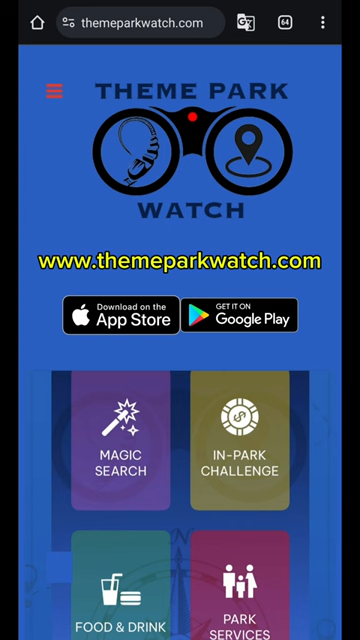 themeparkwatch.com
64
THEME PARK
WATCH
www.themeparkwatch.com
Download on the
App Store
GET IT ON
Google Play
MAGIC
SEARCH
IN-PARK
CHALLENGE
FOOD & DRINK
PARK
SERVICES